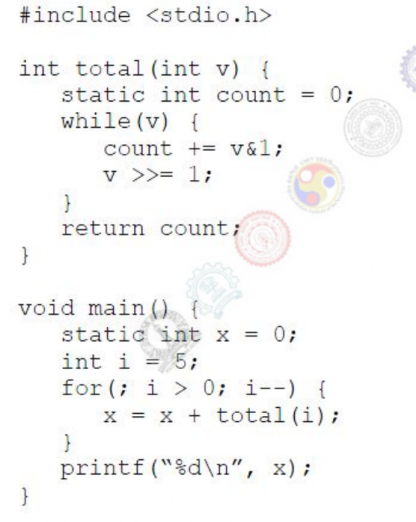 #include <stdio.h>
int total(int v) {
static int count = 0;
while(v) {
count += v&1;
v >>= 1;
}
return count;
}
void main() {
static int x = 0;
int i = 5;
for(; i > 0; i--) {
x = x + total(i);
}
printf(“%d\n”, x);
}